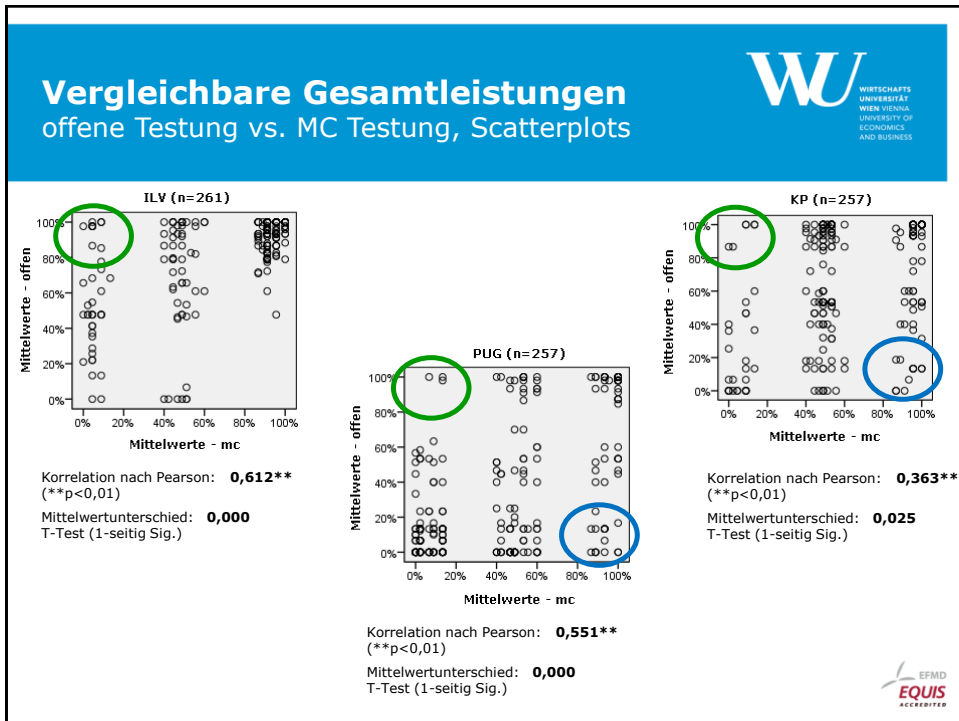 Vergleichbare Gesamtleistungen
offene Testung vs. MC Testung, Scatterplots
WU
WIRTSCHAFTS
UNIVERSITÄT
WIEN VIENNA
UNIVERSITY OF
ECONOMICS
AND BUSINESS
ILV (n=261)
Mittelwerte - offen
100%
80%
60%
40%
20%
0%
0% 20% 40% 60% 80% 100%
Mittelwerte - mc
Korrelation nach Pearson: 0,612**
(**p<0,01)
Mittelwertunterschied: 0,000
T-Test (1-seitig Sig.)
PUG (n=257)
Mittelwerte - offen
100%
80%
60%
40%
20%
0%
0% 20% 40% 60% 80% 100%
Mittelwerte - mc
Korrelation nach Pearson: 0,551**
(**p<0,01)
Mittelwertunterschied: 0,000
T-Test (1-seitig Sig.)
KP (n=257)
Mittelwerte - offen
100%
80%
60%
40%
20%
0%
0% 20% 40% 60% 80% 100%
Mittelwerte - mc
Korrelation nach Pearson: 0,363**
(**p<0,01)
Mittelwertunterschied: 0,025
T-Test (1-seitig Sig.)
EFMD
EQUIS
ACCREDITED